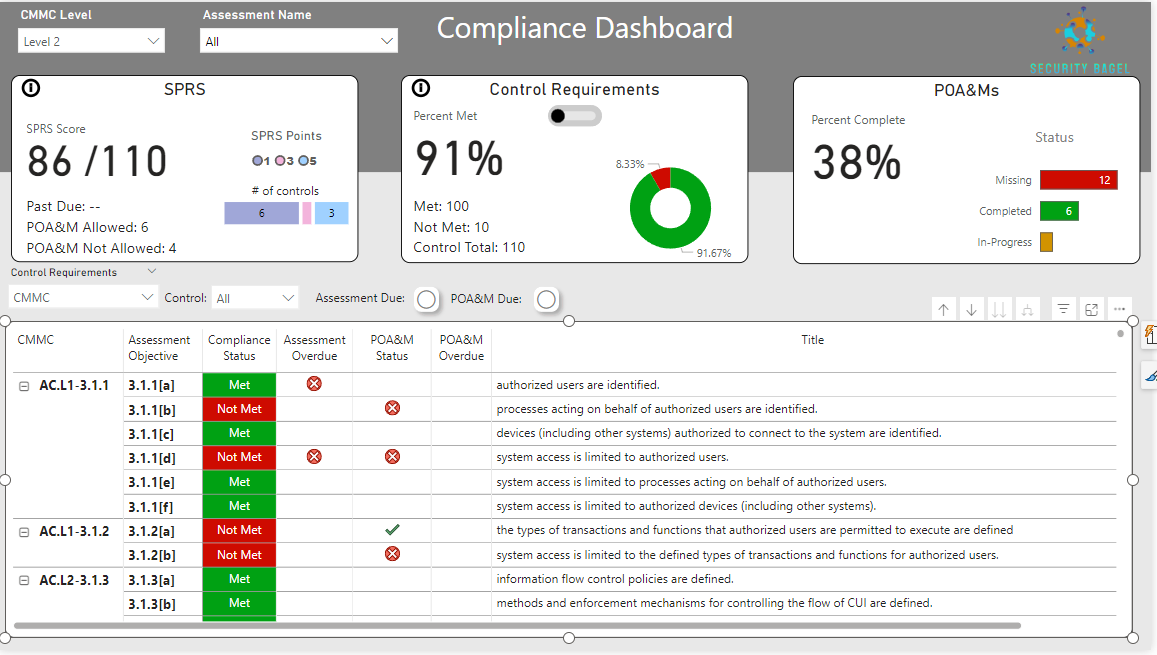 CMMC Level
Assessment Name
Compliance Dashboard
Level 2
All
SECURITY BAGEL
SPRS
SPRS Score
86 /110
Past Due: --
POA&M Allowed: 6
POA&M Not Allowed: 4
SPRS Points
1 3 5
# of controls
6 3
Control Requirements
Percent Met
91%
Met: 100
Not Met: 10
Control Total: 110
8.33%
91.67%
POA&Ms
Percent Complete
38%
Status
Missing 12
Completed 6
In-Progress
Control Requirements
CMMC
Control: All
Assessment Due:
POA&M Due:
CMMC Assessment Objective Compliance Status Assessment Overdue POA&M Status POA&M Overdue Title
AC.L1-3.1.1 3.1.1[a] Met authorized users are identified.
3.1.1[b] Not Met processes acting on behalf of authorized users are identified.
3.1.1[c] Met devices (including other systems) authorized to connect to the system are identified.
3.1.1[d] Not Met system access is limited to authorized users.
3.1.1[e] Met system access is limited to processes acting on behalf of authorized users.
3.1.1[f] Met system access is limited to authorized devices (including other systems).
AC.L1-3.1.2 3.1.2[a] Not Met the types of transactions and functions that authorized users are permitted to execute are defined
3.1.2[b] Not Met system access is limited to the defined types of transactions and functions for authorized users.
AC.L2-3.1.3 3.1.3[a] Met information flow control policies are defined.
3.1.3[b] Met methods and enforcement mechanisms for controlling the flow of CUI are defined.